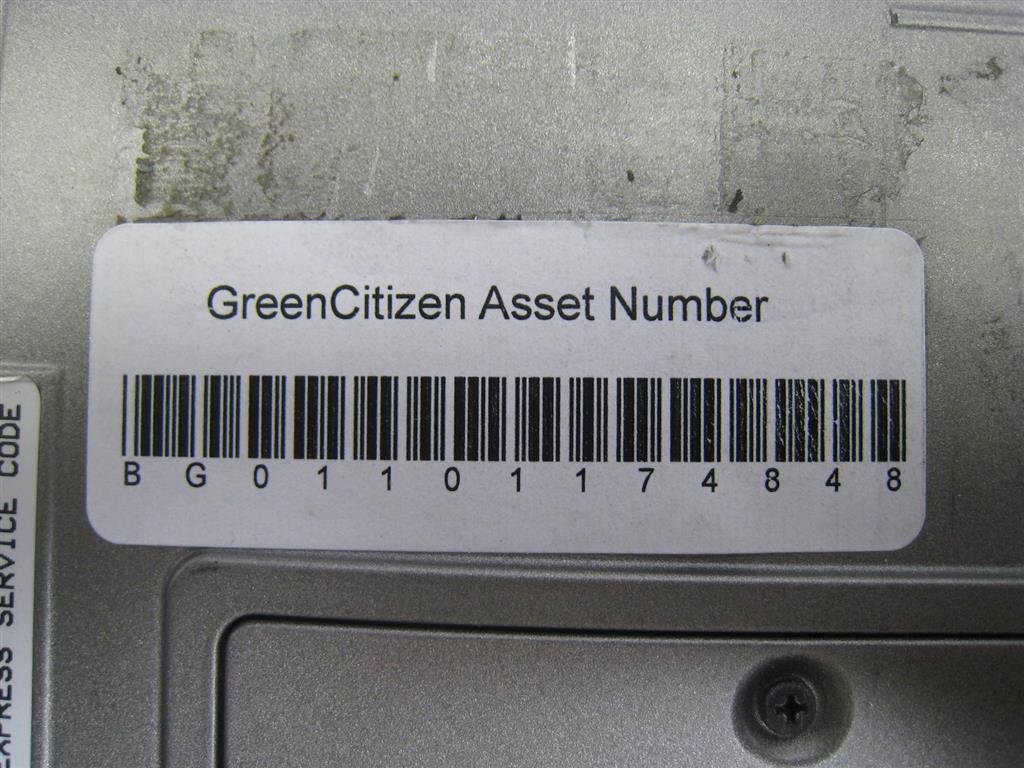 GreenCitizen Asset Number
BG01101174848
EXPRESS SERVICE CODE